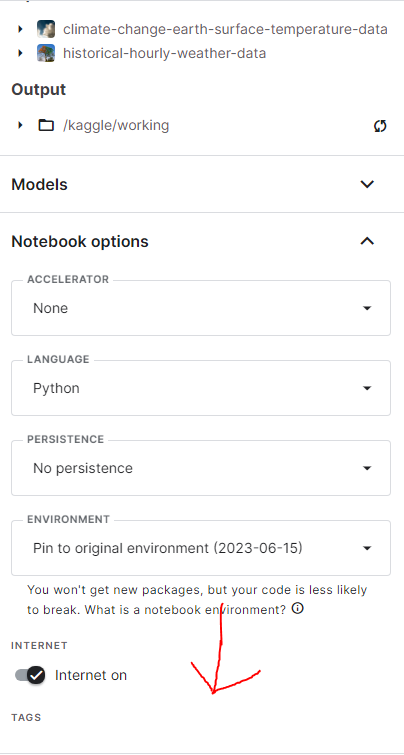 climate-change-earth-surface-temperature-data
historical-hourly-weather-data
Output
/kaggle/working
Models
Notebook options
ACCELERATOR
None
LANGUAGE
Python
PERSISTENCE
No persistence
ENVIRONMENT
Pin to original environment (2023-06-15)
You won't get new packages, but your code is less likely
to break. What is a notebook environment?
INTERNET
Internet on
TAGS